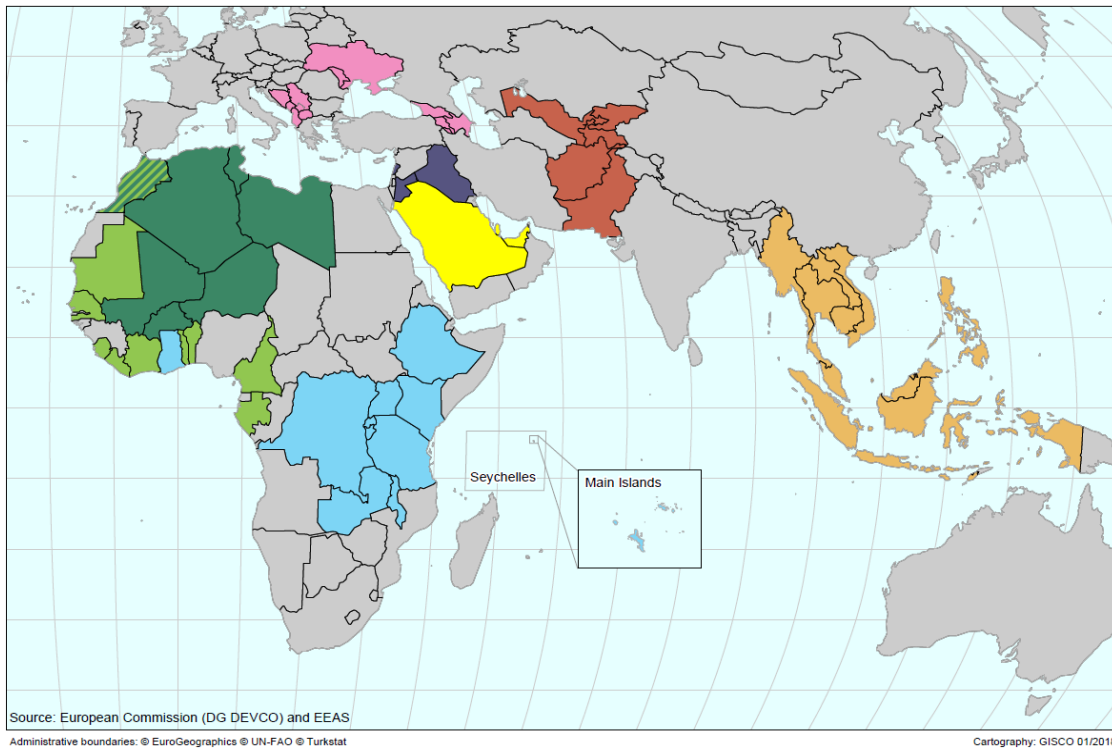 Seychelles
Main Islands
Source: European Commission (DG DEVCO) and EEAS
Administrative boundaries: © EuroGeographics © UN-FAO © Turkstat
Cartography: GISCO 01/2018